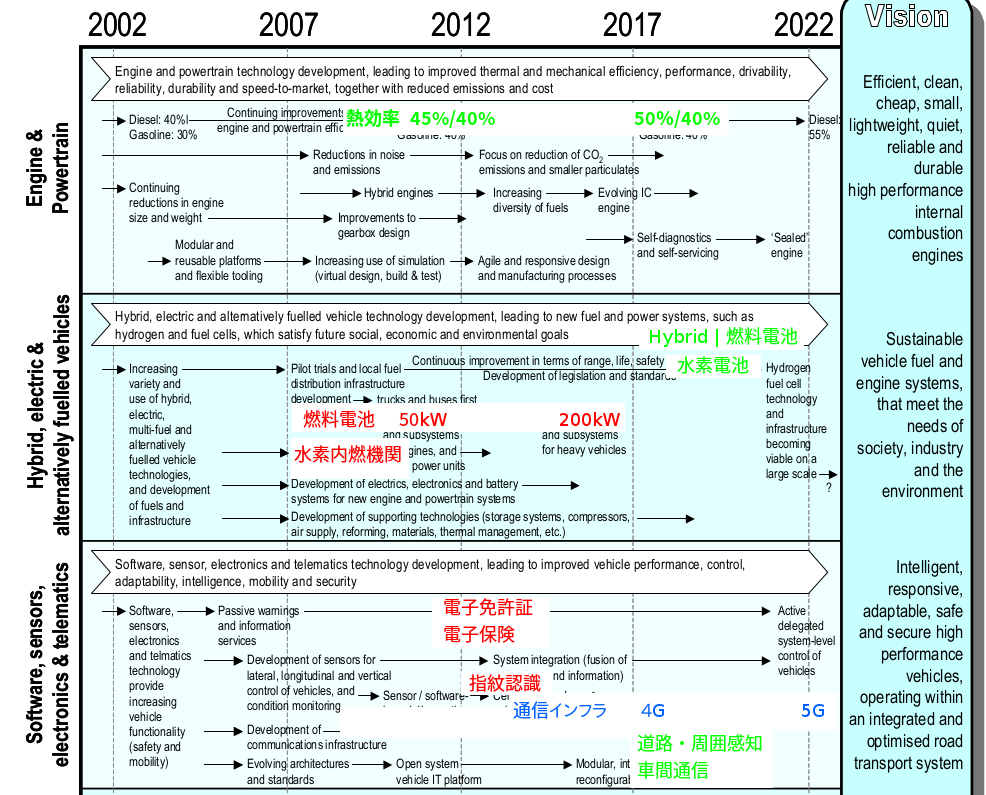 2002 2007 2012 2017 2022 Vision
Engine &
Powertrain
Engine and powertrain technology development, leading to improved thermal and mechanical efficiency, performance, drivability,
reliability, durability and speed-to-market, together with reduced emissions and cost
Diesel: 40%
Gasoline: 30%
Continuing improvements
engine and powertrain
熱効率 45%/40%
50%/40%
Gasoline: 40%
Gasoline: 40%
Diesel:
55%
Reductions in noise
and emissions
Focus on reduction of CO2
emissions and smaller particulates
Continuing
reductions in engine
size and weight
Hybrid engines
Increasing
diversity of fuels
Evolving IC
engine
Improvements to
gearbox design
Self-diagnostics
and self-servicing
'Sealed'
engine
Modular and
reusable platforms
and flexible tooling
Increasing use of simulation
(virtual design, build & test)
Agile and responsive design
and manufacturing processes
Efficient, clean,
cheap, small,
lightweight, quiet,
reliable and
durable
high performance
internal
combustion
engines
Hybrid, electric &
alternatively fuelled vehicles
Hybrid, electric and alternatively fuelled vehicle technology development, leading to new fuel and power systems, such as
hydrogen and fuel cells, which satisfy future social, economic and environmental goals
Hybrid | 燃料電池
水素電池
Increasing
variety and
use of hybrid,
electric,
multi-fuel and
alternatively
fuelled vehicle
technologies,
and development
of fuels and
infrastructure
Pilot trials and local fuel
distribution infrastructure
development
trucks and buses first
Continuous improvement in terms of range, life, safety
Development of legislation and standards
燃料電池 50kW
200kW
and subsystems
and subsystems
for heavy vehicles
水素内燃機関
gines, and
power units
Development of electrics, electronics and battery
systems for new engine and powertrain systems
Development of supporting technologies (storage systems, compressors,
air supply, reforming, materials, thermal management, etc.)
Hydrogen
fuel cell
technology
and
infrastructure
becoming
viable on a
large scale
?
Sustainable
vehicle fuel and
engine systems,
that meet the
needs of
society, industry
and the
environment
Software, sensors,
electronics & telematics
Software, sensor, electronics and telematics technology development, leading to improved vehicle performance, control,
adaptability, intelligence, mobility and security
Software,
sensors,
electronics
and telmatics
technology
provide
increasing
vehicle
functionality
(safety and
mobility)
Passive warnings
and information
services
電子免許証
電子保険
Active
delegated
system-level
control of
vehicles
Development of sensors for
lateral, longitudinal and vertical
control of vehicles, and
condition monitoring
System integration (fusion of
nd information)
指紋認識
Sensor / software-
通信インフラ 4G 5G
Development of
communications infrastructure
道路・周囲感知
車間通信
Evolving architectures
and standards
Open system
vehicle IT platform
Modular, int
reconfigural
Intelligent,
responsive,
adaptable, safe
and secure high
performance
vehicles,
operating within
an integrated and
optimised road
transport system